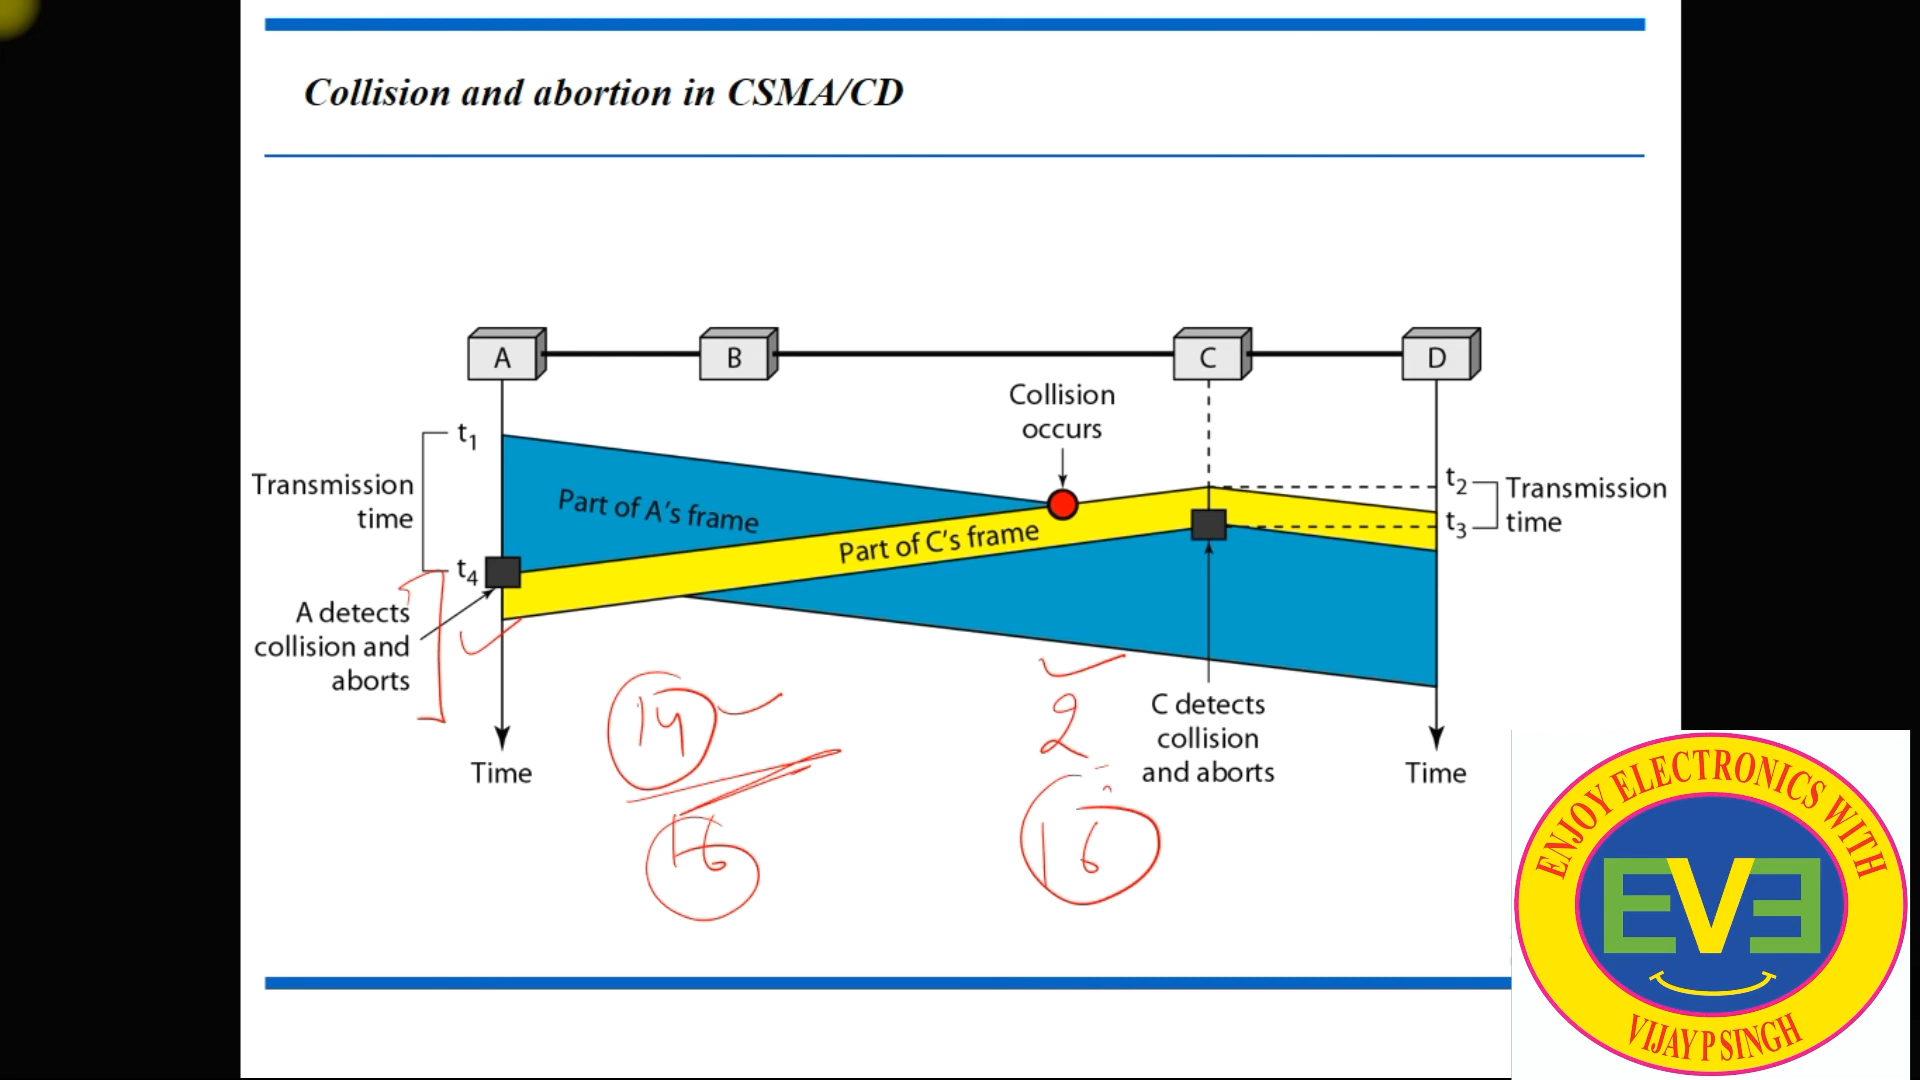 Collision and abortion in CSMA/CD
A
B
C
D
Collision
occurs
t1
t2
Transmission
time
Transmission
time
Part of A's frame
Part of C's frame
t3
t4
A detects
collision and
aborts
2
C detects
collision
and aborts
Time
Time
16
16
ENJOY ELECTRONICS WITH
EVE
VIJAY P SINGH